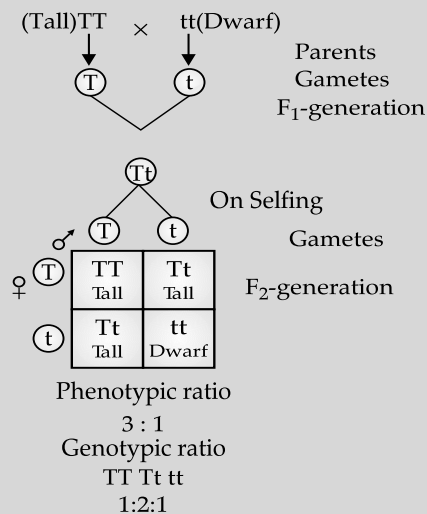 (Tall)TT × tt(Dwarf)
Parents
T t Gametes
F₁-generation
Tt
On Selfing
♂ T t Gametes
♀ T TT Tt F₂-generation
Tall Tall
t Tt tt
Tall Dwarf
Phenotypic ratio
3 : 1
Genotypic ratio
TT Tt tt
1:2:1